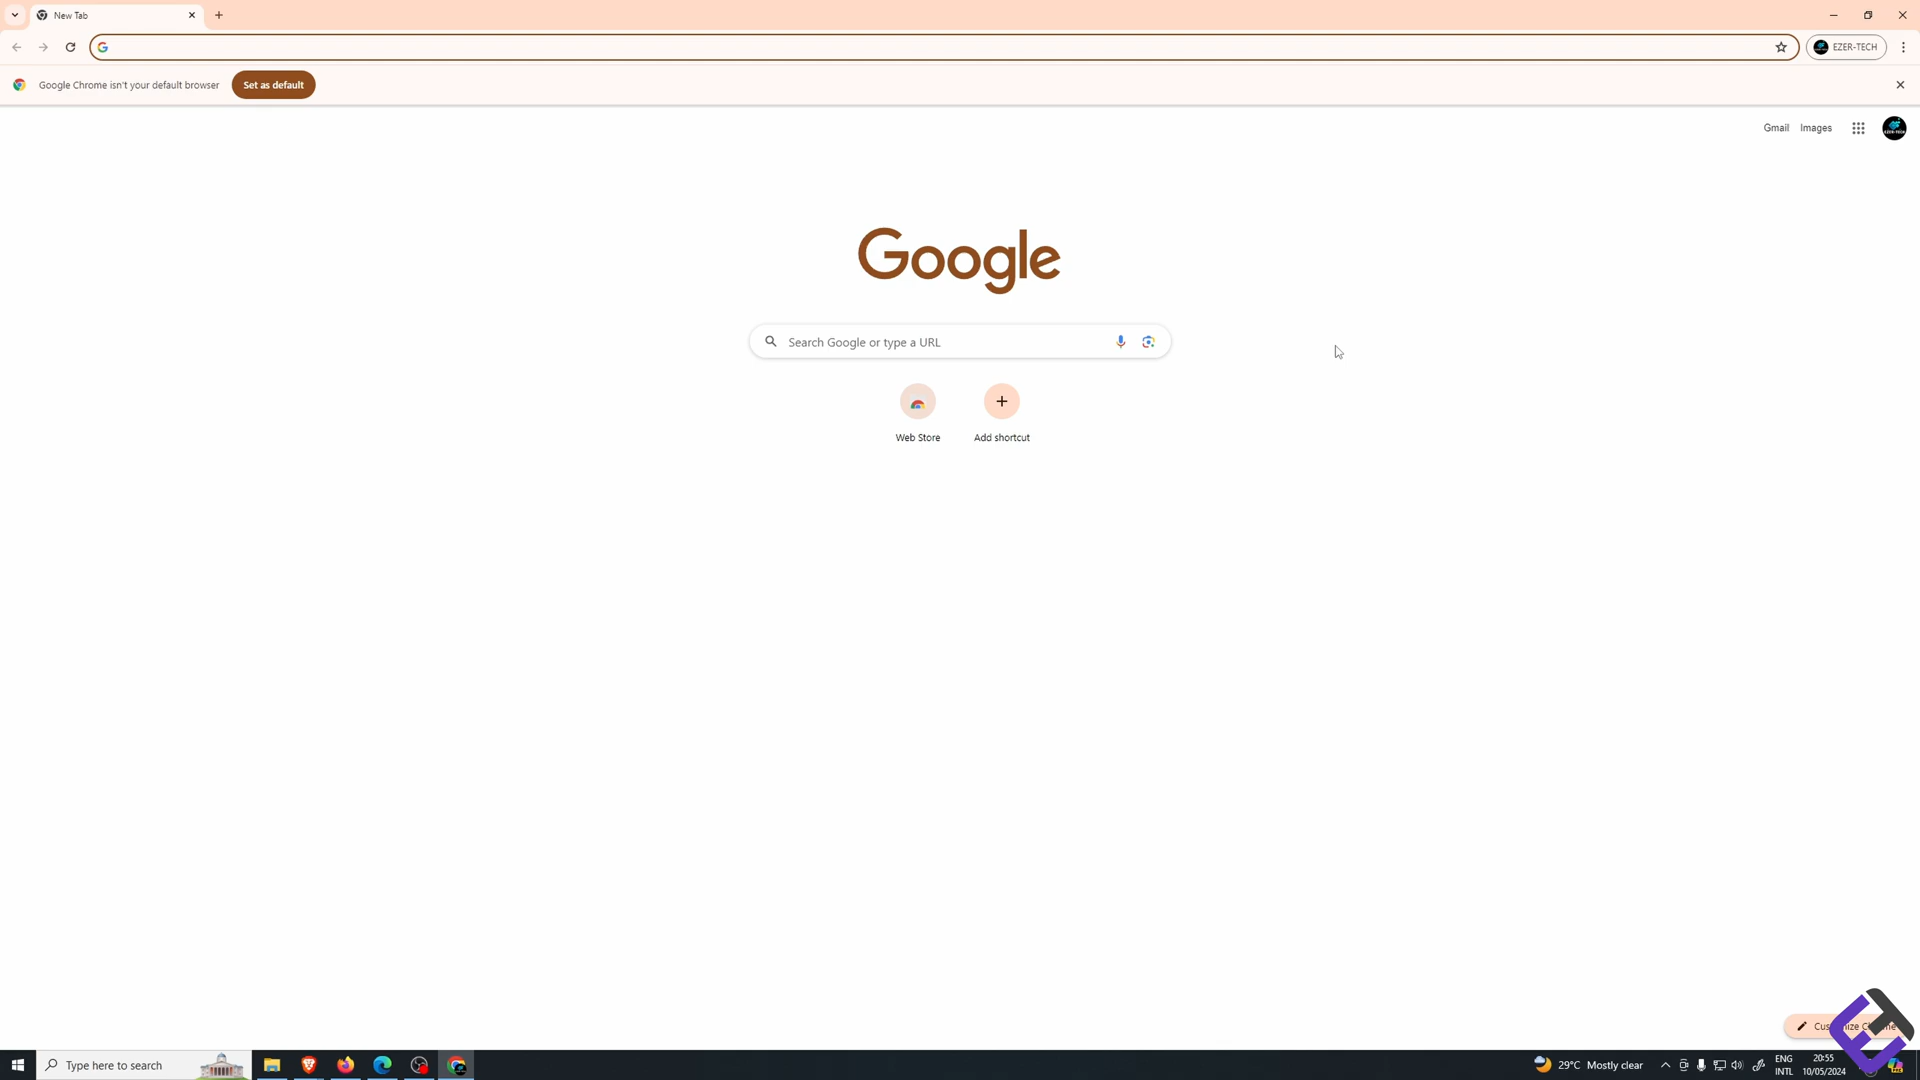 New Tab
EZER-TECH
Google Chrome isn't your default browser
Set as default
Gmail
Images
Google
Search Google or type a URL
Web Store
Add shortcut
Type here to search
29°C Mostly clear
ENG
INTL
20:55
10/05/2024